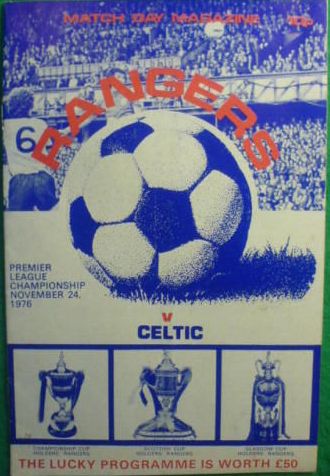 MATCH DAY MAGAZINE
RANGERS
6
PREMIER
LEAGUE
CHAMPIONSHIP
NOVEMBER 24,
1976
V
CELTIC
CHAMPIONSHIP CUP
HOLDERS RANGERS
SCOTTISH CUP
HOLDERS RANGERS
GLASGOW CUP
HOLDERS RANGERS
THE LUCKY PROGRAMME IS WORTH £50